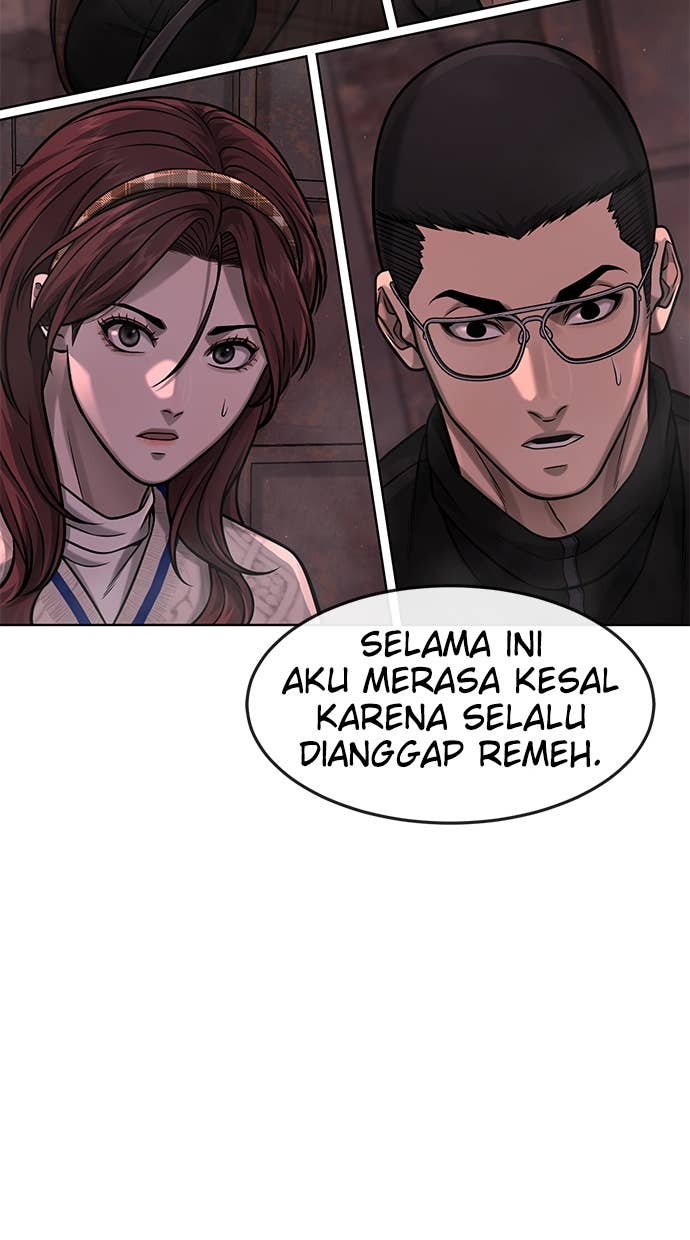 SELAMA INI
AKU MERASA KESAL
KARENA SELALU
DIANGGAP REMEH.